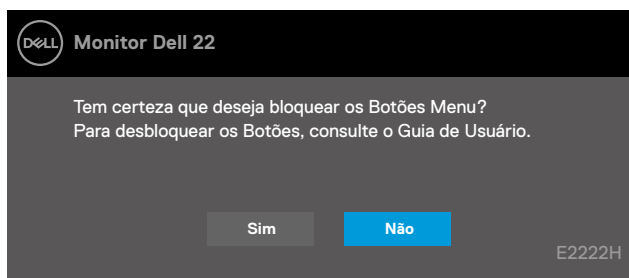 DELL Monitor Dell 22
Tem certeza que deseja bloquear os Botões Menu?
Para desbloquear os Botões, consulte o Guia de Usuário.
Sim Não
E2222H